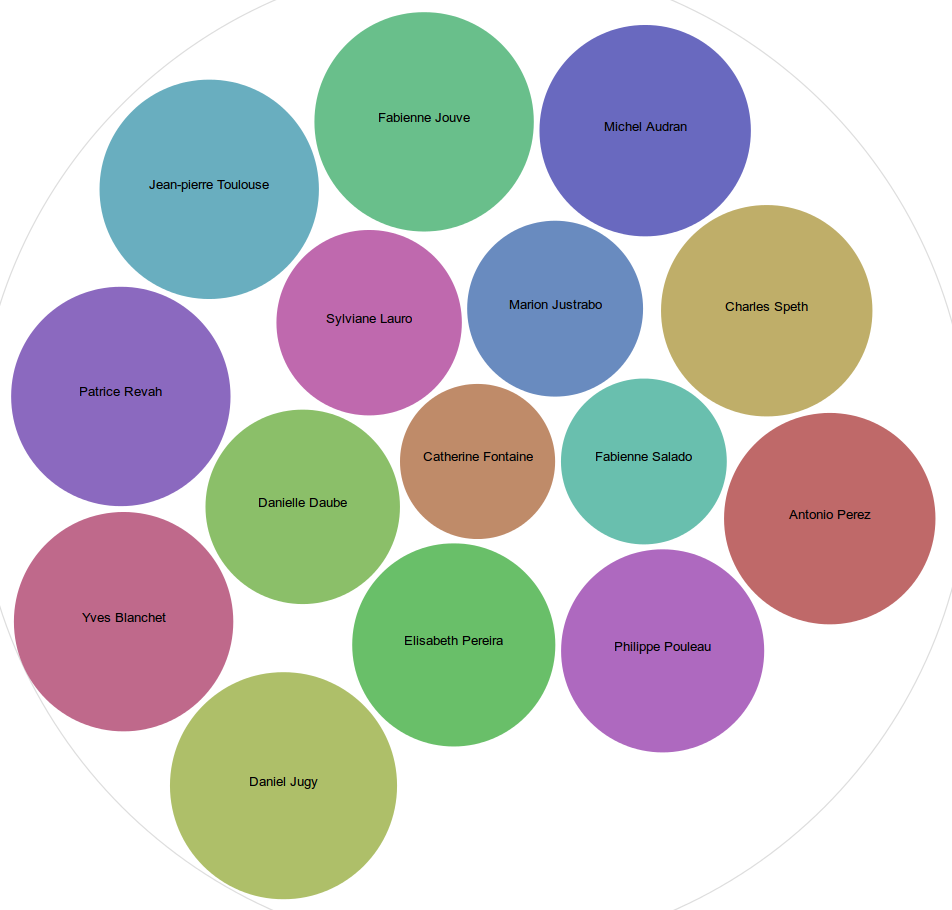 Fabienne Jouve
Michel Audran
Jean-pierre Toulouse
Marion Justrabo
Charles Speth
Sylviane Lauro
Patrice Revah
Catherine Fontaine
Fabienne Salado
Danielle Daube
Antonio Perez
Yves Blanchet
Elisabeth Pereira
Philippe Pouleau
Daniel Jugy